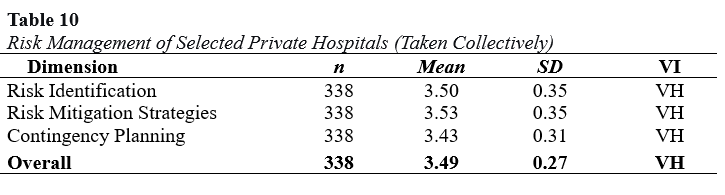 Table 10
Risk Management of Selected Private Hospitals (Taken Collectively)
Dimension n Mean SD VI
Risk Identification 338 3.50 0.35 VH
Risk Mitigation Strategies 338 3.53 0.35 VH
Contingency Planning 338 3.43 0.31 VH
Overall 338 3.49 0.27 VH